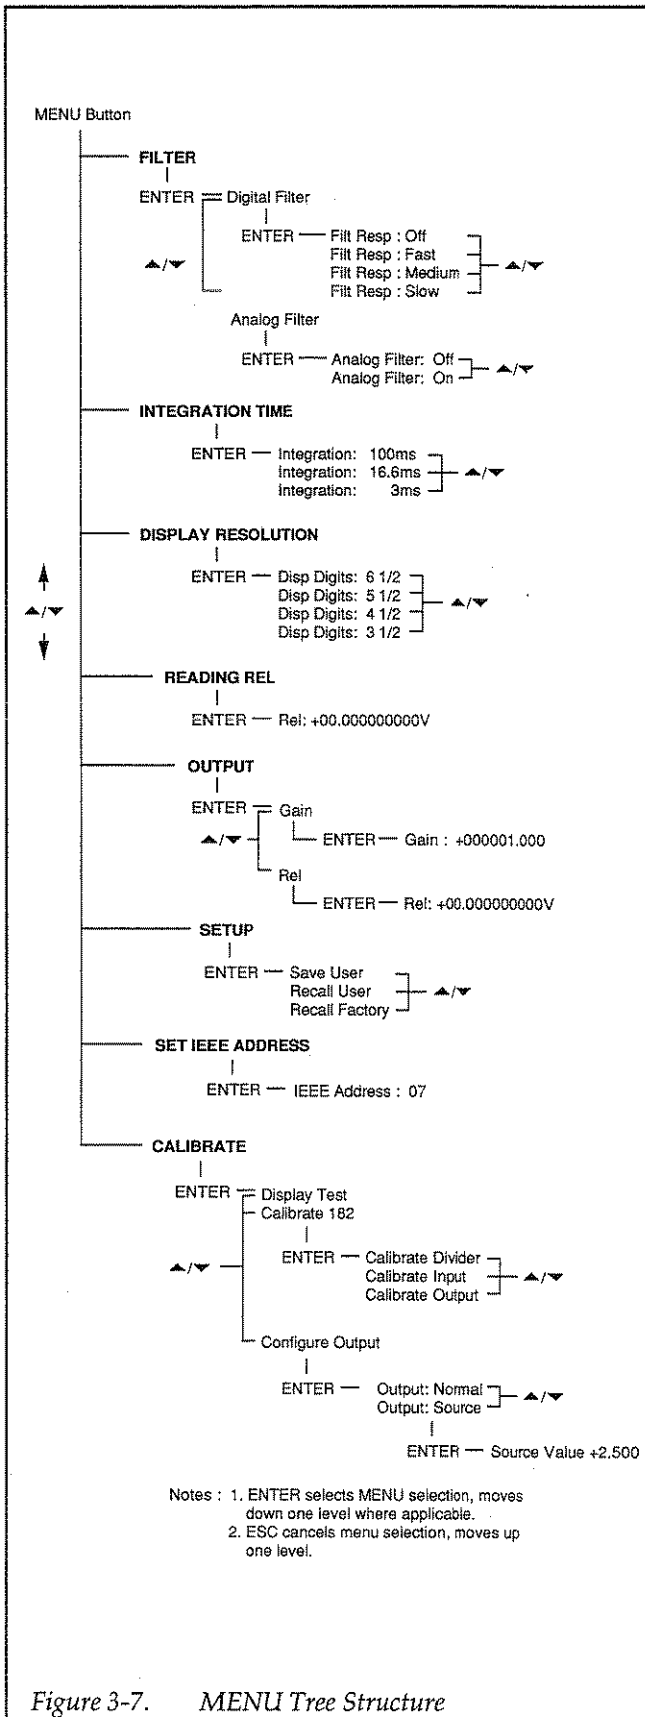 MENU Button
FILTER
ENTER Digital Filter
ENTER Filt Resp : Off
Filt Resp : Fast
Filt Resp : Medium
Filt Resp : Slow
▲/▼
▲/▼
Analog Filter
ENTER Analog Filter: Off
Analog Filter: On
▲/▼
INTEGRATION TIME
ENTER Integration: 100ms
Integration: 16.6ms
Integration: 3ms
▲/▼
DISPLAY RESOLUTION
ENTER Disp Digits: 6 1/2
Disp Digits: 5 1/2
Disp Digits: 4 1/2
Disp Digits: 3 1/2
▲/▼
▲/▼
READING REL
ENTER Rel: +00.000000000V
OUTPUT
ENTER Gain
▲/▼
ENTER Gain : +000001.000
Rel
ENTER Rel: +00.000000000V
SETUP
ENTER Save User
Recall User
Recall Factory
▲/▼
SET IEEE ADDRESS
ENTER IEEE Address : 07
CALIBRATE
ENTER Display Test
Calibrate 182
ENTER Calibrate Divider
Calibrate Input
Calibrate Output
▲/▼
▲/▼
Configure Output
ENTER Output: Normal
Output: Source
▲/▼
ENTER Source Value +2.500
Notes : 1. ENTER selects MENU selection, moves
down one level where applicable.
2. ESC cancels menu selection, moves up
one level.
Figure 3-7. MENU Tree Structure